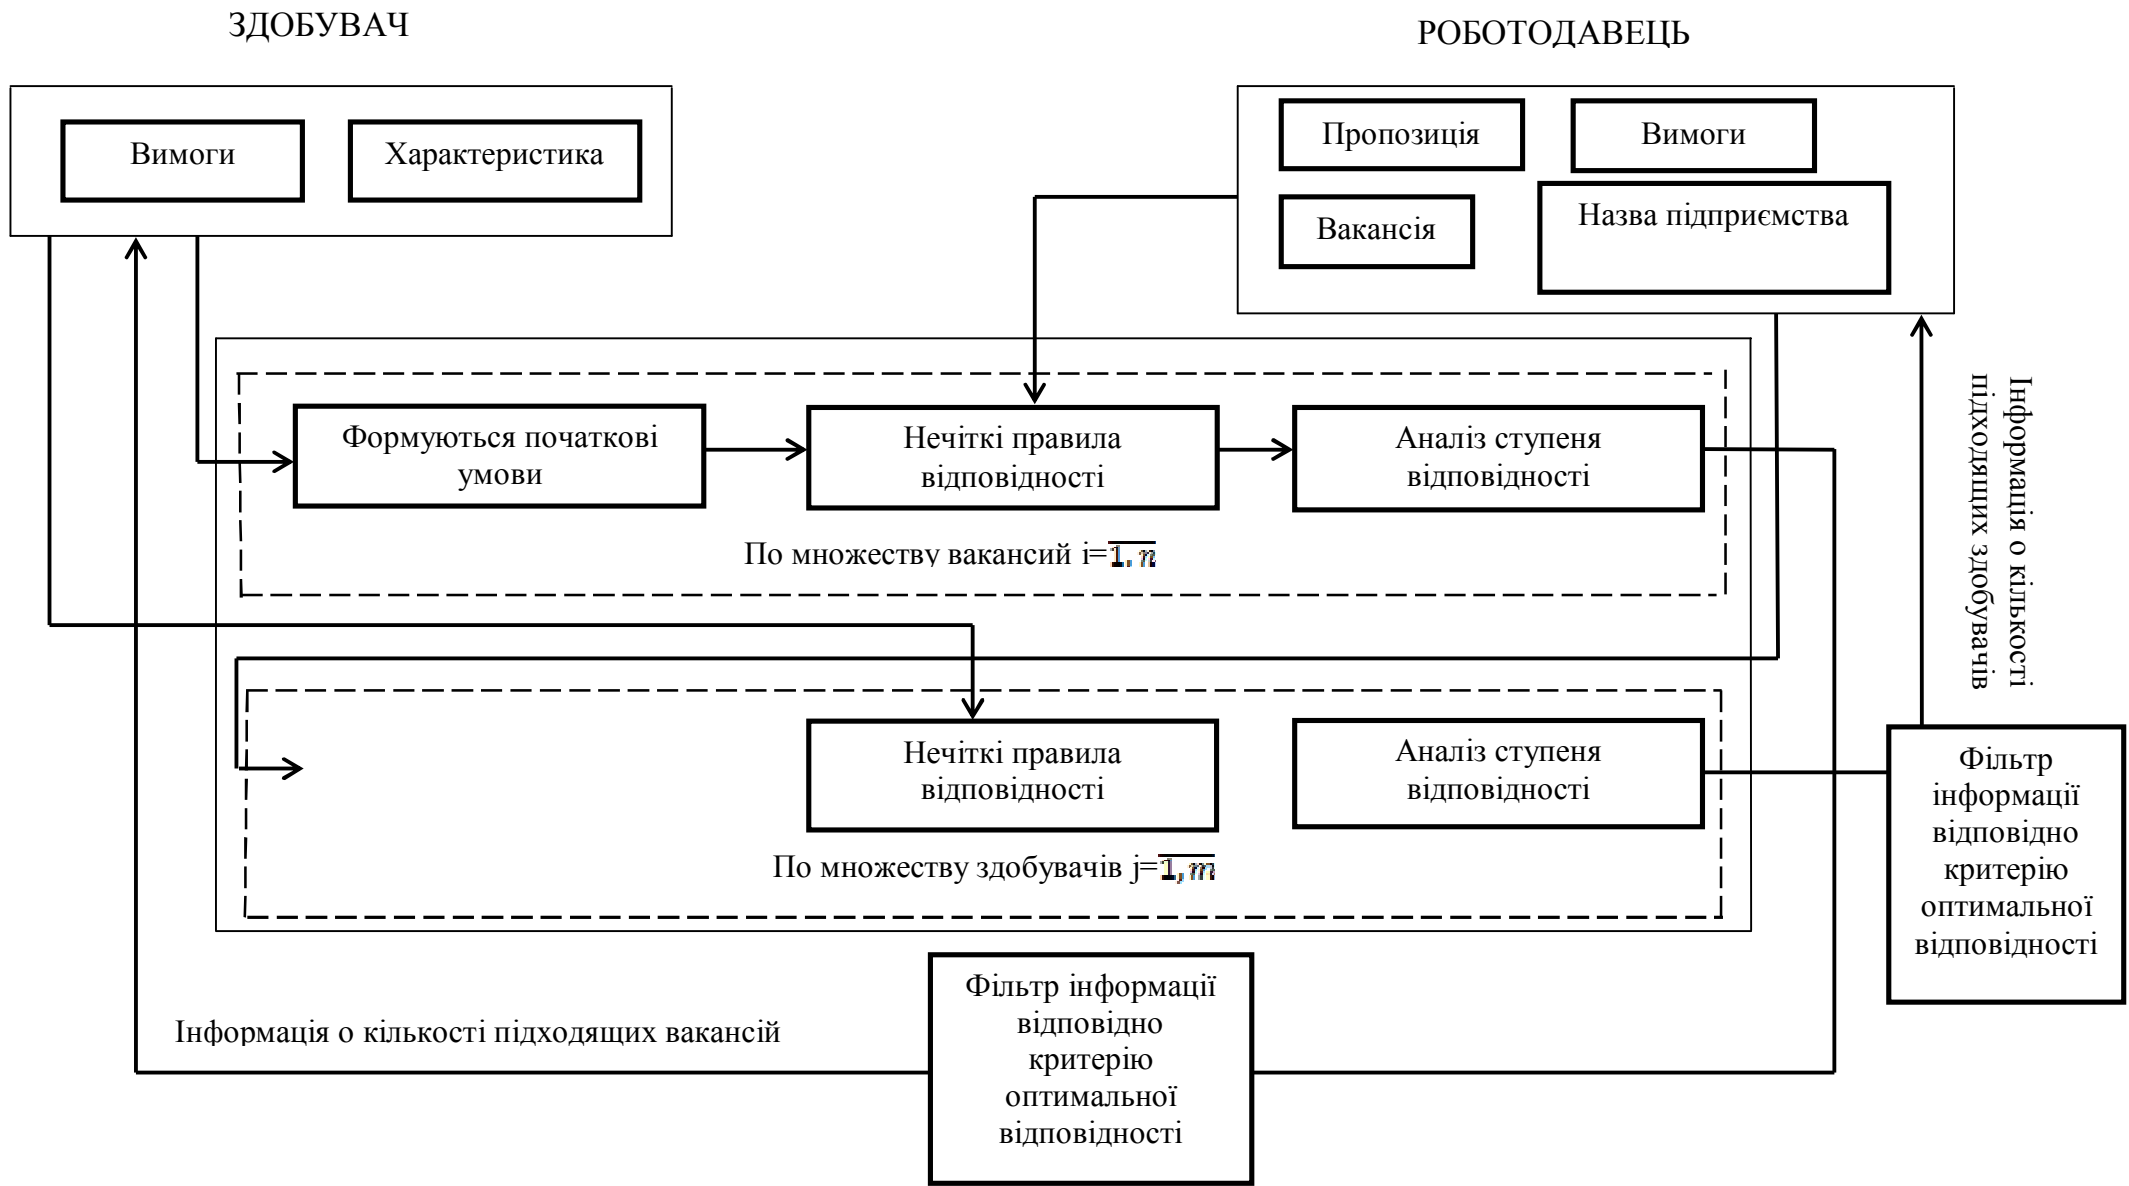 ЗДОБУВАЧ
РОБОТОДАВЕЦЬ
Вимоги
Характеристика
Пропозиція
Вимоги
Вакансія
Назва підприємства
Формуються початкові
умови
Нечіткі правила
відповідності
Аналіз ступеня
відповідності
По множеству вакансий i=1, n
Інформація о кількості
підходящих здобувачів
Нечіткі правила
відповідності
Аналіз ступеня
відповідності
По множеству здобувачів j=1, m
Фільтр
інформації
відповідно
критерію
оптимальної
відповідності
Фільтр інформації
відповідно
критерію
оптимальної
відповідності
Інформація о кількості підходящих вакансій